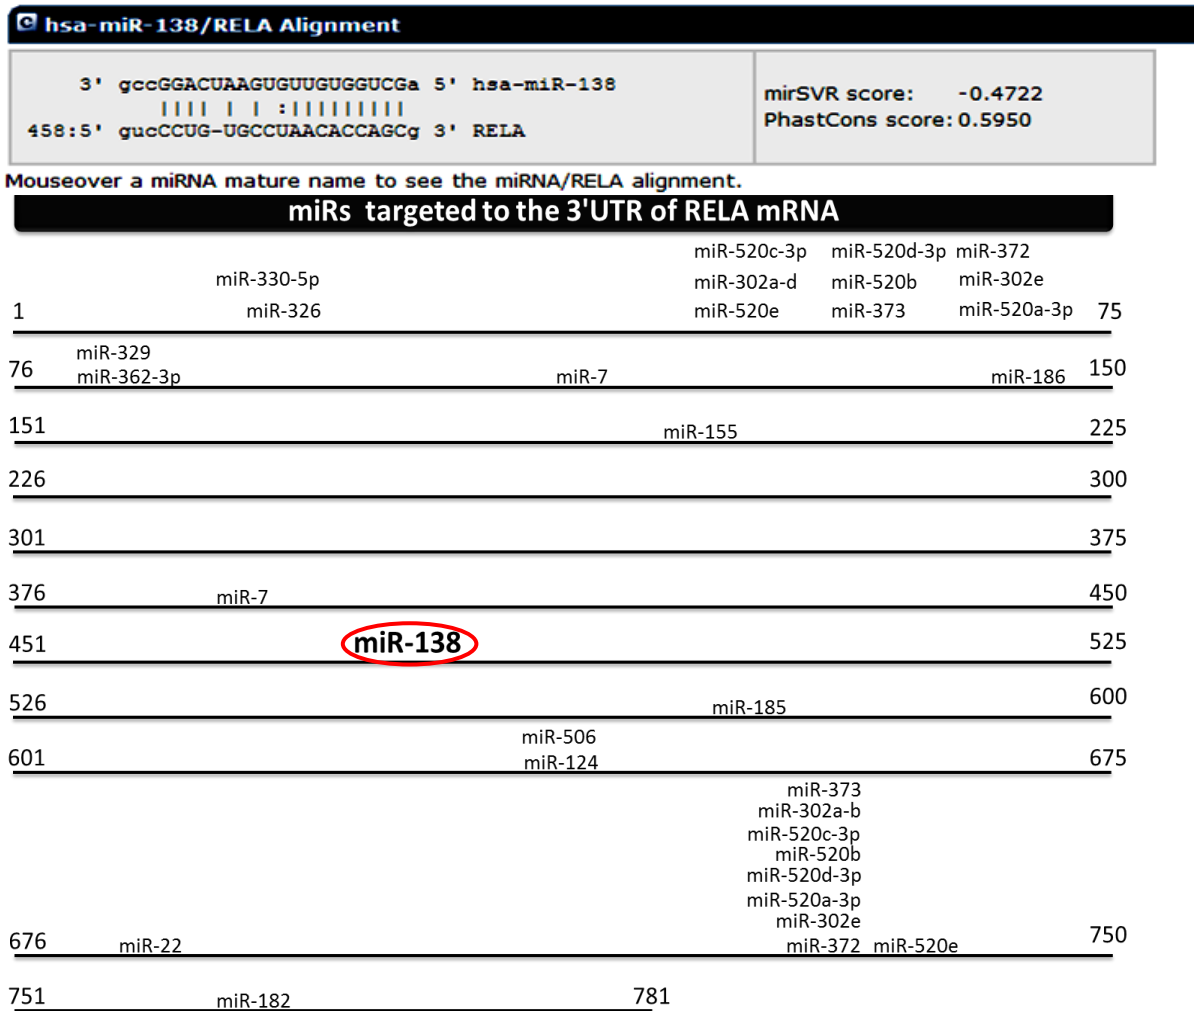 hsa-miR-138/RELA Alignment
3' gccGGACUAAGUGUUGUGGUCGa 5' hsa-miR-138
|||| | | :|||||||||
458:5' gucCCUG-UGCCUAACACCAGCg 3' RELA
mirSVR score: -0.4722
PhastCons score: 0.5950
Mouseover a miRNA mature name to see the miRNA/RELA alignment.
miRs targeted to the 3'UTR of RELA mRNA
miR-520c-3p miR-520d-3p miR-372
miR-330-5p miR-302a-d miR-520b miR-302e
1 miR-326 miR-520e miR-373 miR-520a-3p 75
miR-329
76 miR-362-3p miR-7 miR-186 150
151 miR-155 225
226 300
301 375
376 miR-7 450
451 miR-138 525
526 miR-185 600
miR-506
601 miR-124 675
miR-373
miR-302a-b
miR-520c-3p
miR-520b
miR-520d-3p
miR-520a-3p
miR-302e
676 miR-22 miR-372 miR-520e 750
751 miR-182 781